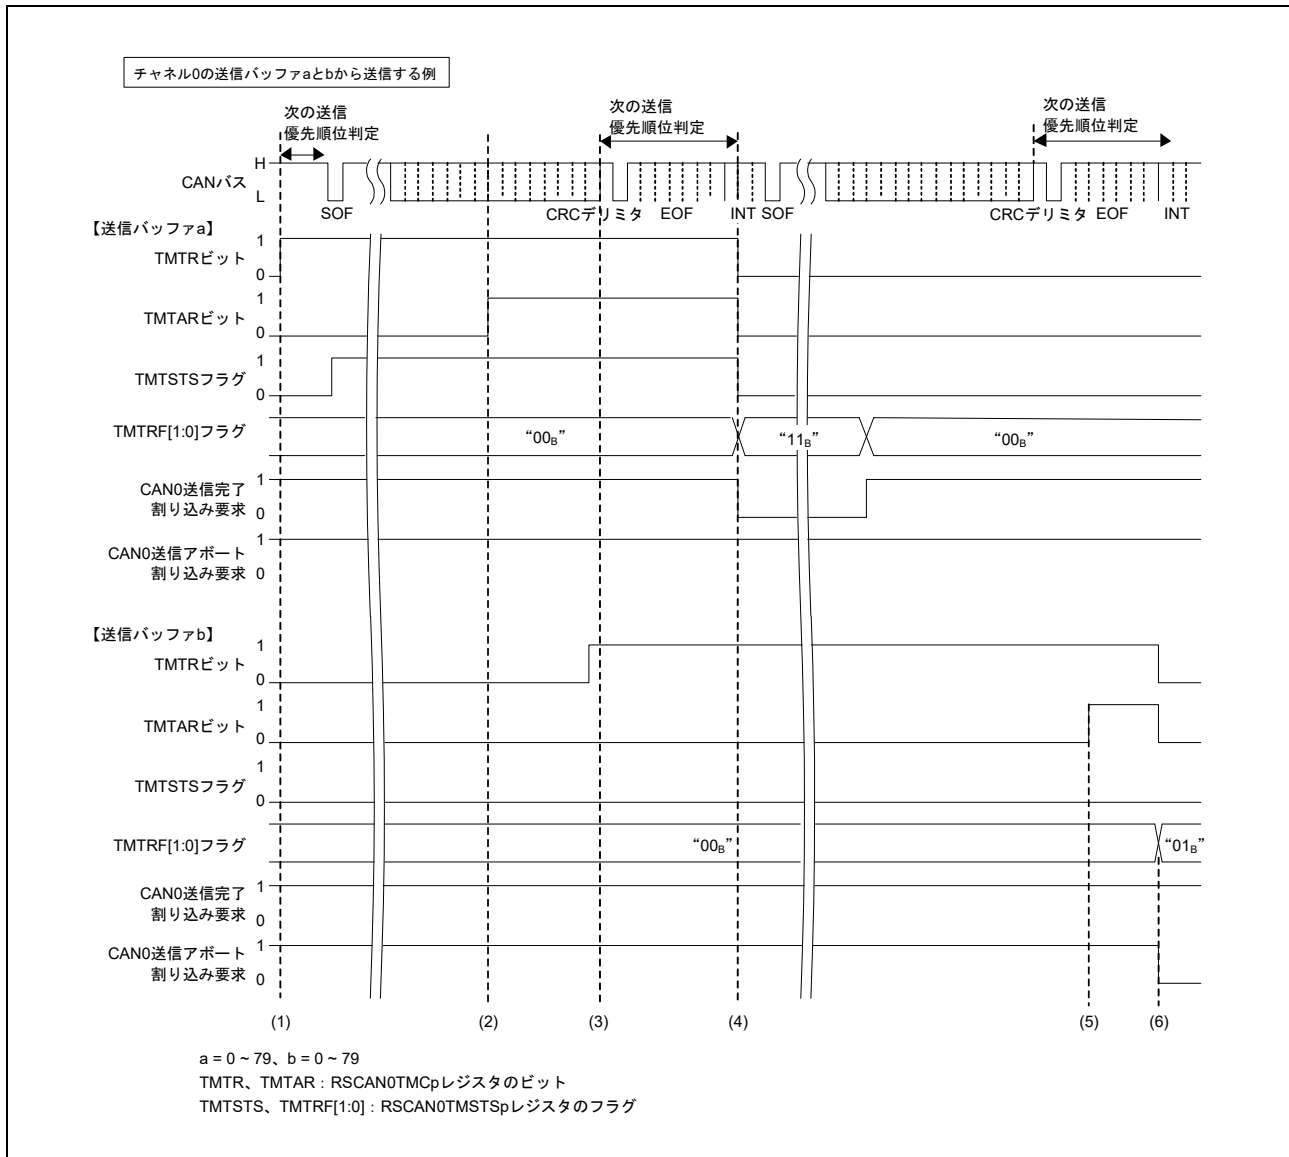 チャネル0の送信バッファaとbから送信する例
次の送信
優先順位判定
次の送信
優先順位判定
次の送信
優先順位判定
H
CANバス
L
SOF
CRCデリミタ
EOF
INT
SOF
CRCデリミタ
EOF
INT
【送信バッファa】
1
TMTRビット
0
1
TMTARビット
0
1
TMTSTSフラグ
0
TMTRF[1:0]フラグ
“00B”
“11B”
“00B”
CAN0送信完了 1
割り込み要求 0
CAN0送信アボート 1
割り込み要求 0
【送信バッファb】
1
TMTRビット
0
1
TMTARビット
0
1
TMTSTSフラグ
0
TMTRF[1:0]フラグ
“00B”
“01B”
CAN0送信完了 1
割り込み要求 0
CAN0送信アボート 1
割り込み要求 0
(1)
(2)
(3)
(4)
(5)
(6)
a = 0 ~ 79、b = 0 ~ 79
TMTR、TMTAR : RSCAN0TMCpレジスタのビット
TMTSTS、TMTRF[1:0] : RSCAN0TMSTSpレジスタのフラグ